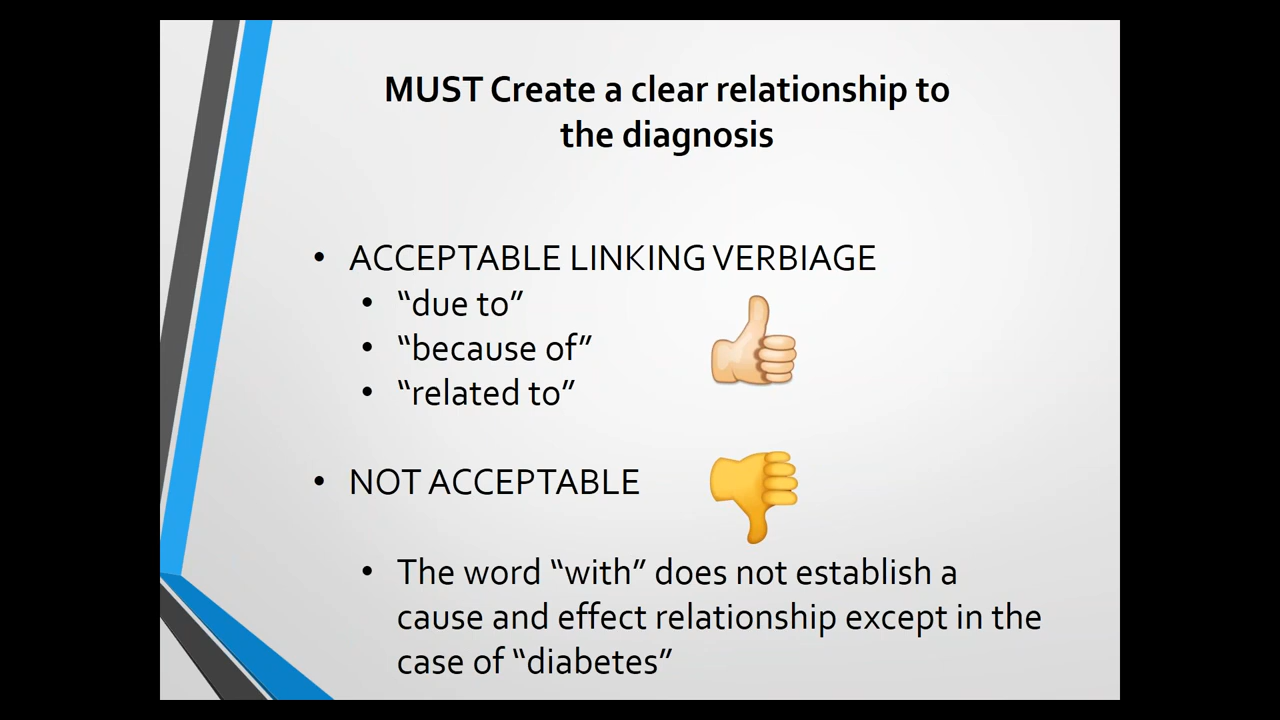 MUST Create a clear relationship to
the diagnosis
• ACCEPTABLE LINKING VERBIAGE
• “due to”
• “because of”
• “related to”
• NOT ACCEPTABLE
• The word “with” does not establish a
cause and effect relationship except in the
case of “diabetes”